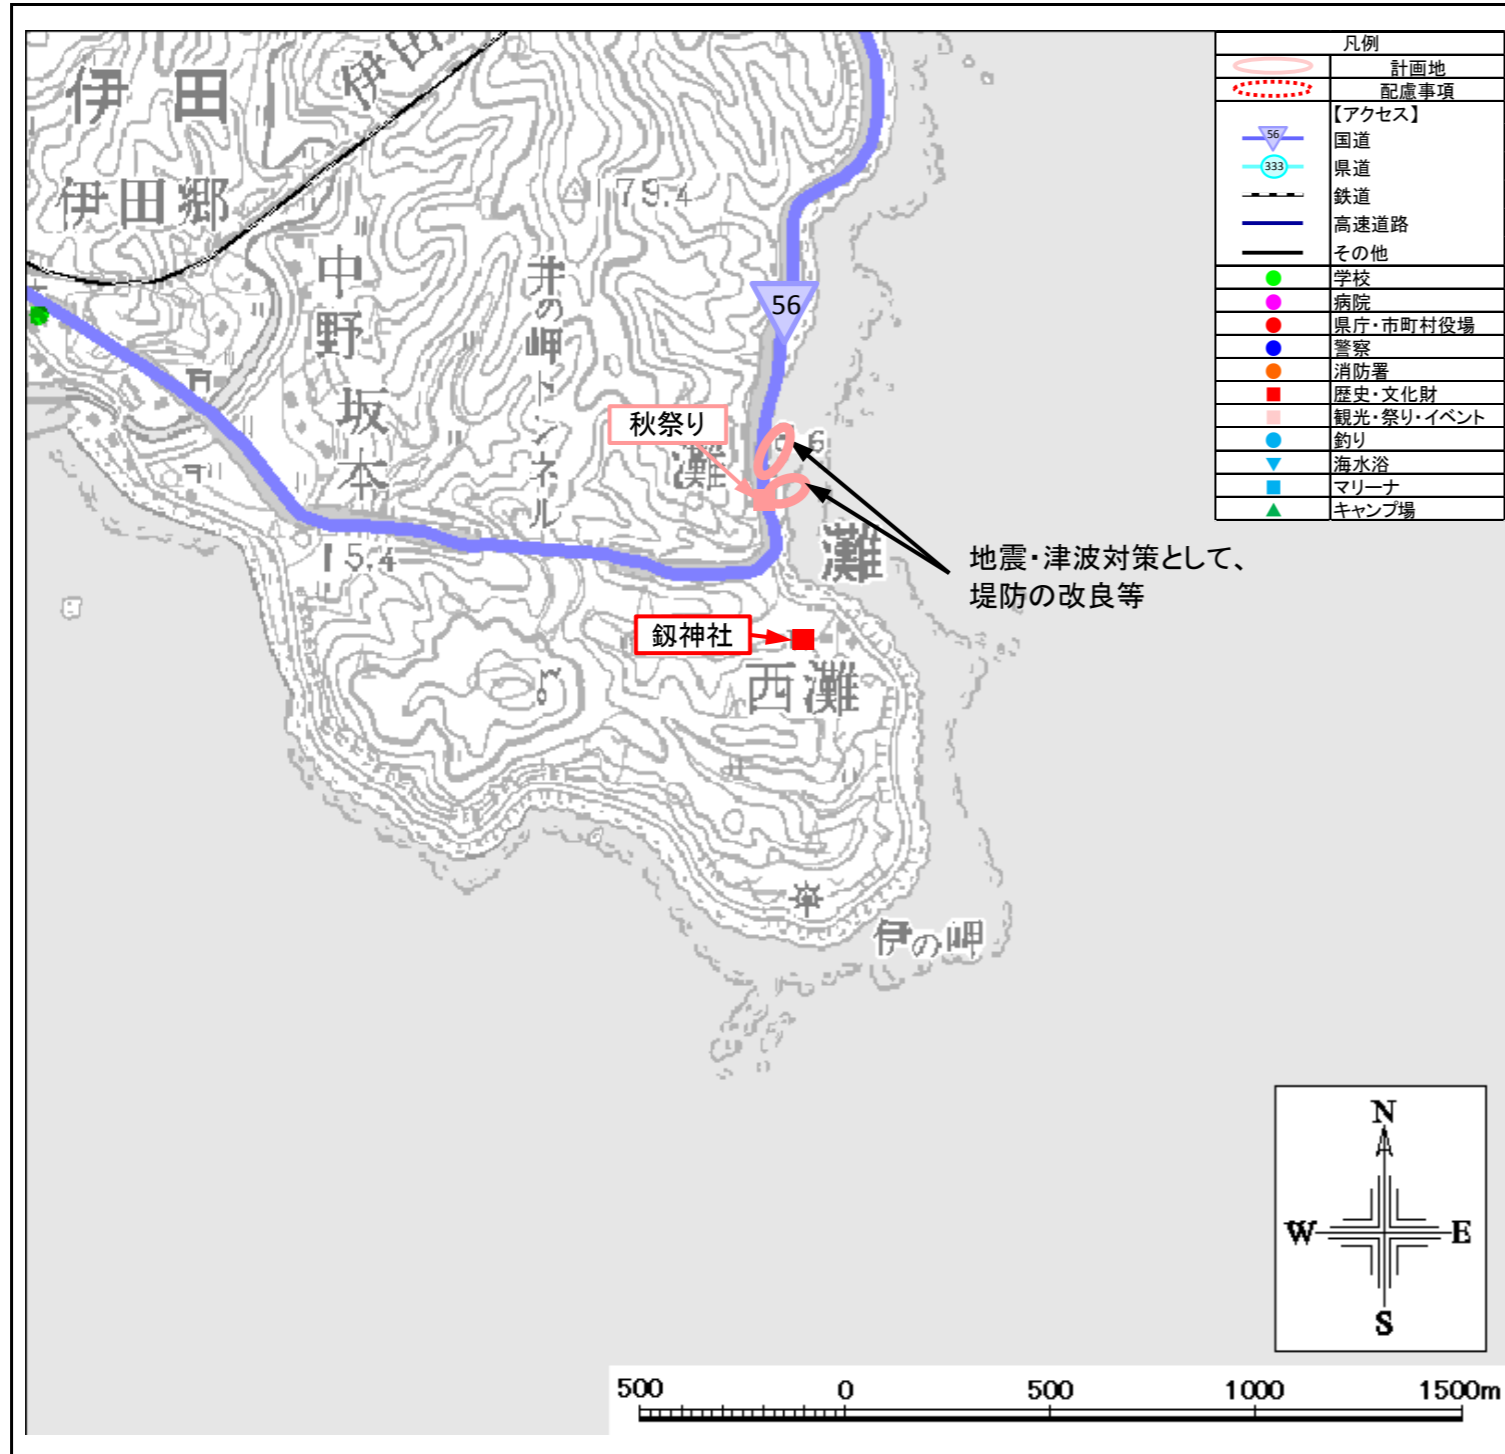 凡例
計画地
配慮事項
【アクセス】
56
国道
333
県道
鉄道
高速道路
その他
学校
病院
県庁・市町村役場
警察
消防署
歴史・文化財
観光・祭り・イベント
釣り
海水浴
マリーナ
キャンプ場
伊田
伊田
伊田郷
179.4
中野坂本
井の岬トンネル
56
秋祭り
灘
6.6
灘
地震・津波対策として、
堤防の改良等
15.4
釼神社
西灘
伊の岬
N
W
E
S
500
0
500
1000
1500m